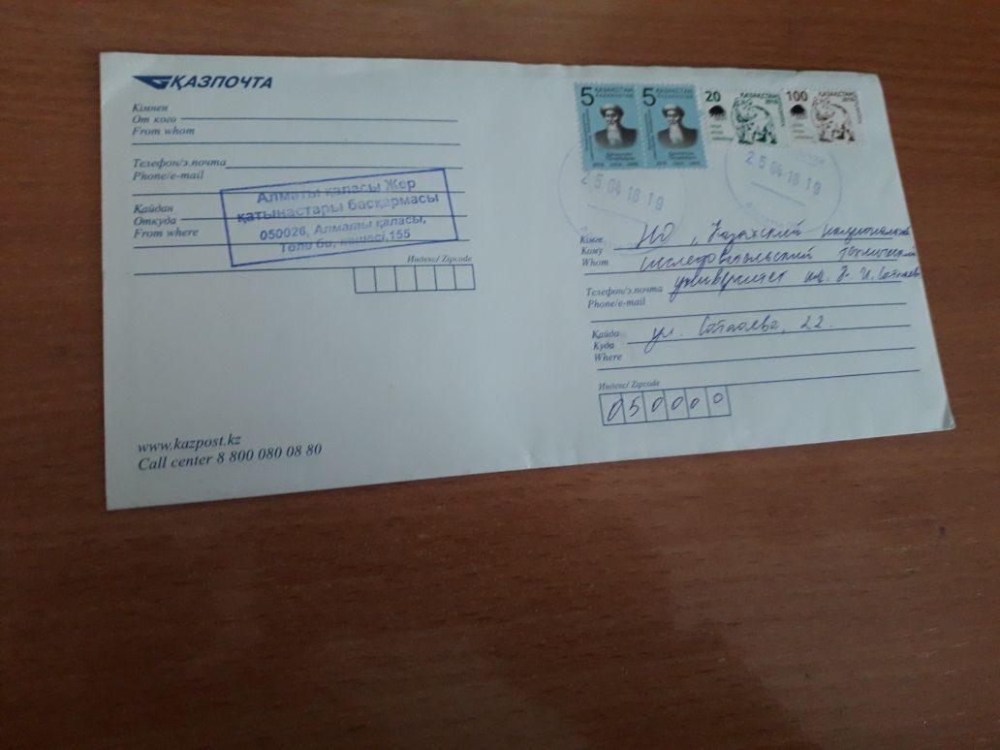 ҚАЗПОЧТА
Кімнен
От кого
From whom
Телефон/э.почта
Phone/e-mail
Қайдан
Откуда
From where
Алматы қаласы Жер
қатынастары басқармасы
050026, Алматы қаласы,
Төле би, көшесі,155
Индекс/ Zipcode
www.kazpost.kz
Call center 8 800 080 08 80
5 ҚАЗАҚСТАН
KAZAKHSTAN
5 ҚАЗАҚСТАН
KAZAKHSTAN
20 ҚАЗАҚСТАН
100 ҚАЗАҚСТАН
25 04 18 19
25 04 18 19
Кімге
Кому
Whom
НО "Казахский национальный
исследовательский технический
университет им. К. И. Сатпаева
Телефон/э.почта
Phone/e-mail
Қайда
Куда
Where
ул. Сатпаева, 22.
Индекс/ Zipcode
050000